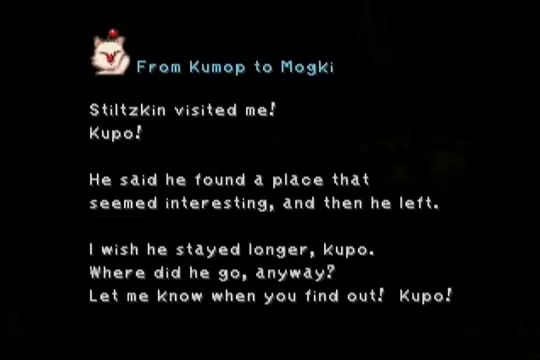 From Kumop to Mogki
Stiltzkin visited me!
Kupo!
He said he found a place that
seemed interesting, and then he left.
I wish he stayed longer, kupo.
Where did he go, anyway?
Let me know when you find out! Kupo!